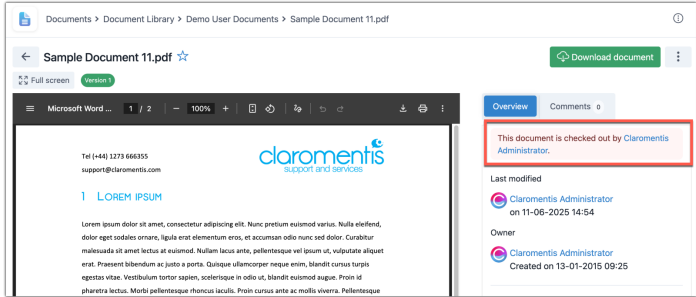 Documents > Document Library > Demo User Documents > Sample Document 11.pdf
Sample Document 11.pdf
Download document
Full screen
Version 1
Microsoft Word ... 1 / 2 − 100% +
Overview
Comments 0
This document is checked out by Claromentis
Administrator.
Last modified
Claromentis Administrator
on 11-06-2025 14:54
Owner
Claromentis Administrator
Created on 13-01-2015 09:25
Tel (+44) 1273 666355
support@claromentis.com
claromentis
support and services
1 LOREM IPSUM
Lorem ipsum dolor sit amet, consectetur adipiscing elit. Nunc pretium euismod varius. Nulla eleifend,
dolor eget sodales ornare, ligula erat elementum eros, et accumsan odio nunc sed dolor. Curabitur
malesuada sit amet lectus at euismod. Nullam lacus ante, pellentesque vel ipsum ut, vulputate aliquet
erat. Praesent bibendum ac justo a porta. Quisque ullamcorper neque enim, blandit cursus turpis
egestas vitae. Vestibulum tortor sapien, scelerisque in odio ut, blandit euismod augue. Proin id
pharetra lectus. Morbi pellentesque rhoncus iaculis. Proin cursus ante ac mollis viverra. Pellentesque